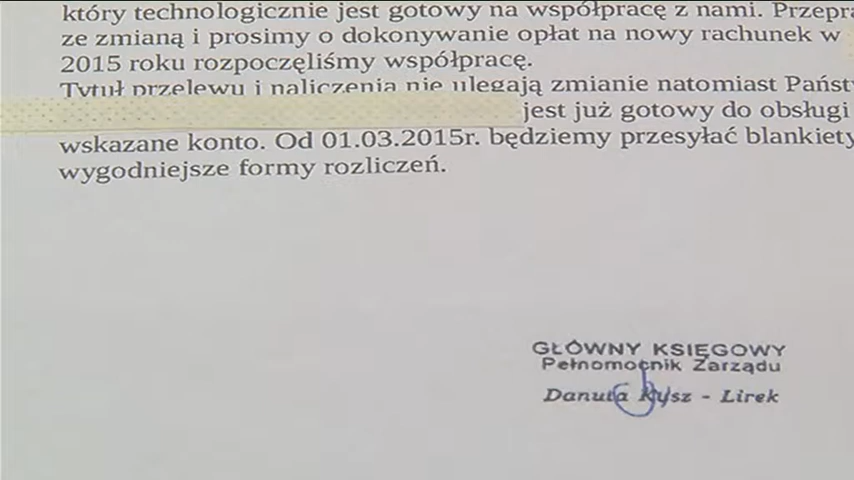 który technologicznie jest gotowy na współpracę z nami.
ze zmianą i prosimy o dokonywanie opłat na nowy rachunek w
2015 roku rozpoczęliśmy współpracę.
Tytuł przelewu i naliczenia nie ulegają zmianie natomiast
jest już gotowy do obsługi
wskazane konto. Od 01.03.2015r. będziemy przesyłać blankiety
wygodniejsze formy rozliczeń.
GŁÓWNY KSIĘGOWY
Pełnomocnik Zarządu
Danuta Kysz - Lirek